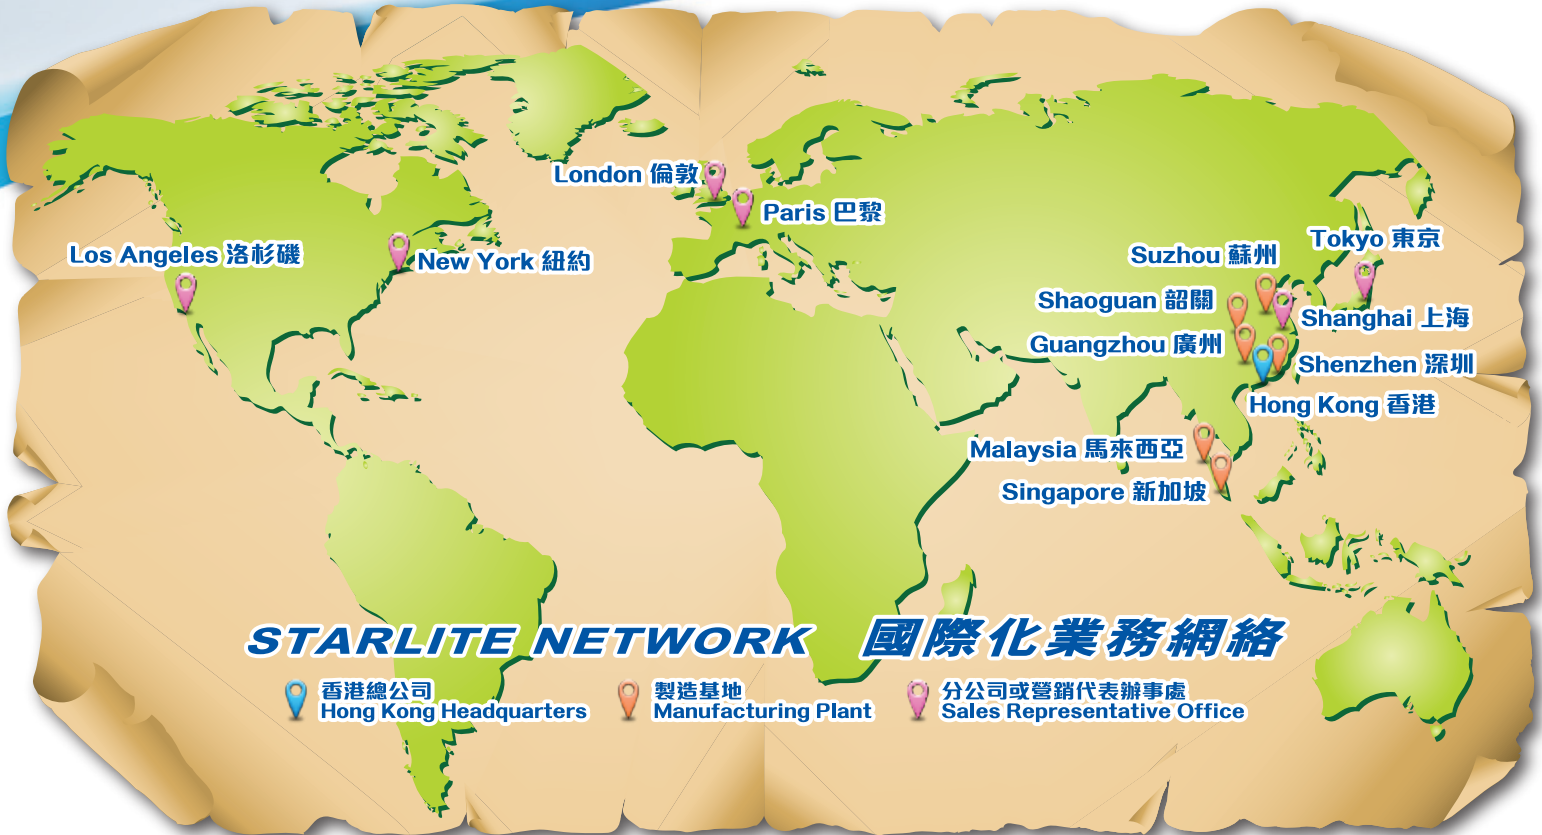 London 倫敦
Paris 巴黎
Los Angeles 洛杉磯
New York 紐約
Tokyo 東京
Suzhou 蘇州
Shaoguan 韶關
Shanghai 上海
Guangzhou 廣州
Shenzhen 深圳
Hong Kong 香港
Malaysia 馬來西亞
Singapore 新加坡
STARLITE NETWORK 國際化業務網絡
香港總公司
Hong Kong Headquarters
製造基地
Manufacturing Plant
分公司或營銷代表辦事處
Sales Representative Office